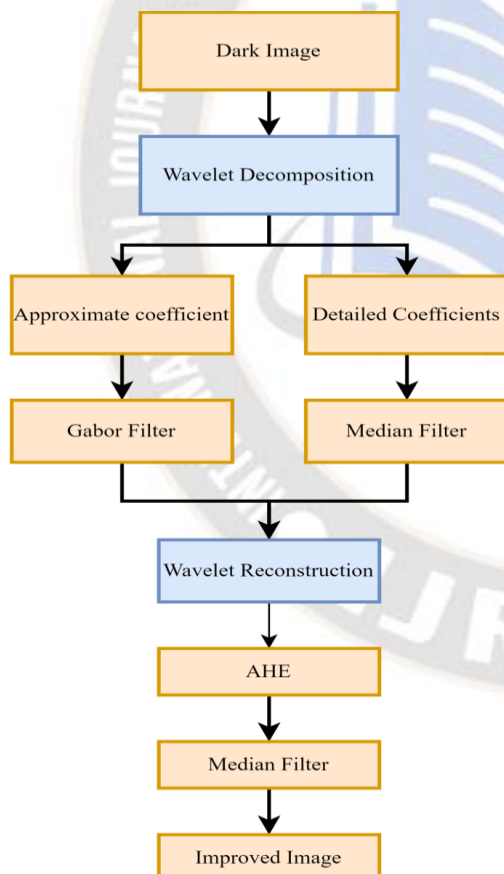 Dark Image
Wavelet Decomposition
Approximate coefficient
Detailed Coefficients
Gabor Filter
Median Filter
Wavelet Reconstruction
AHE
Median Filter
Improved Image